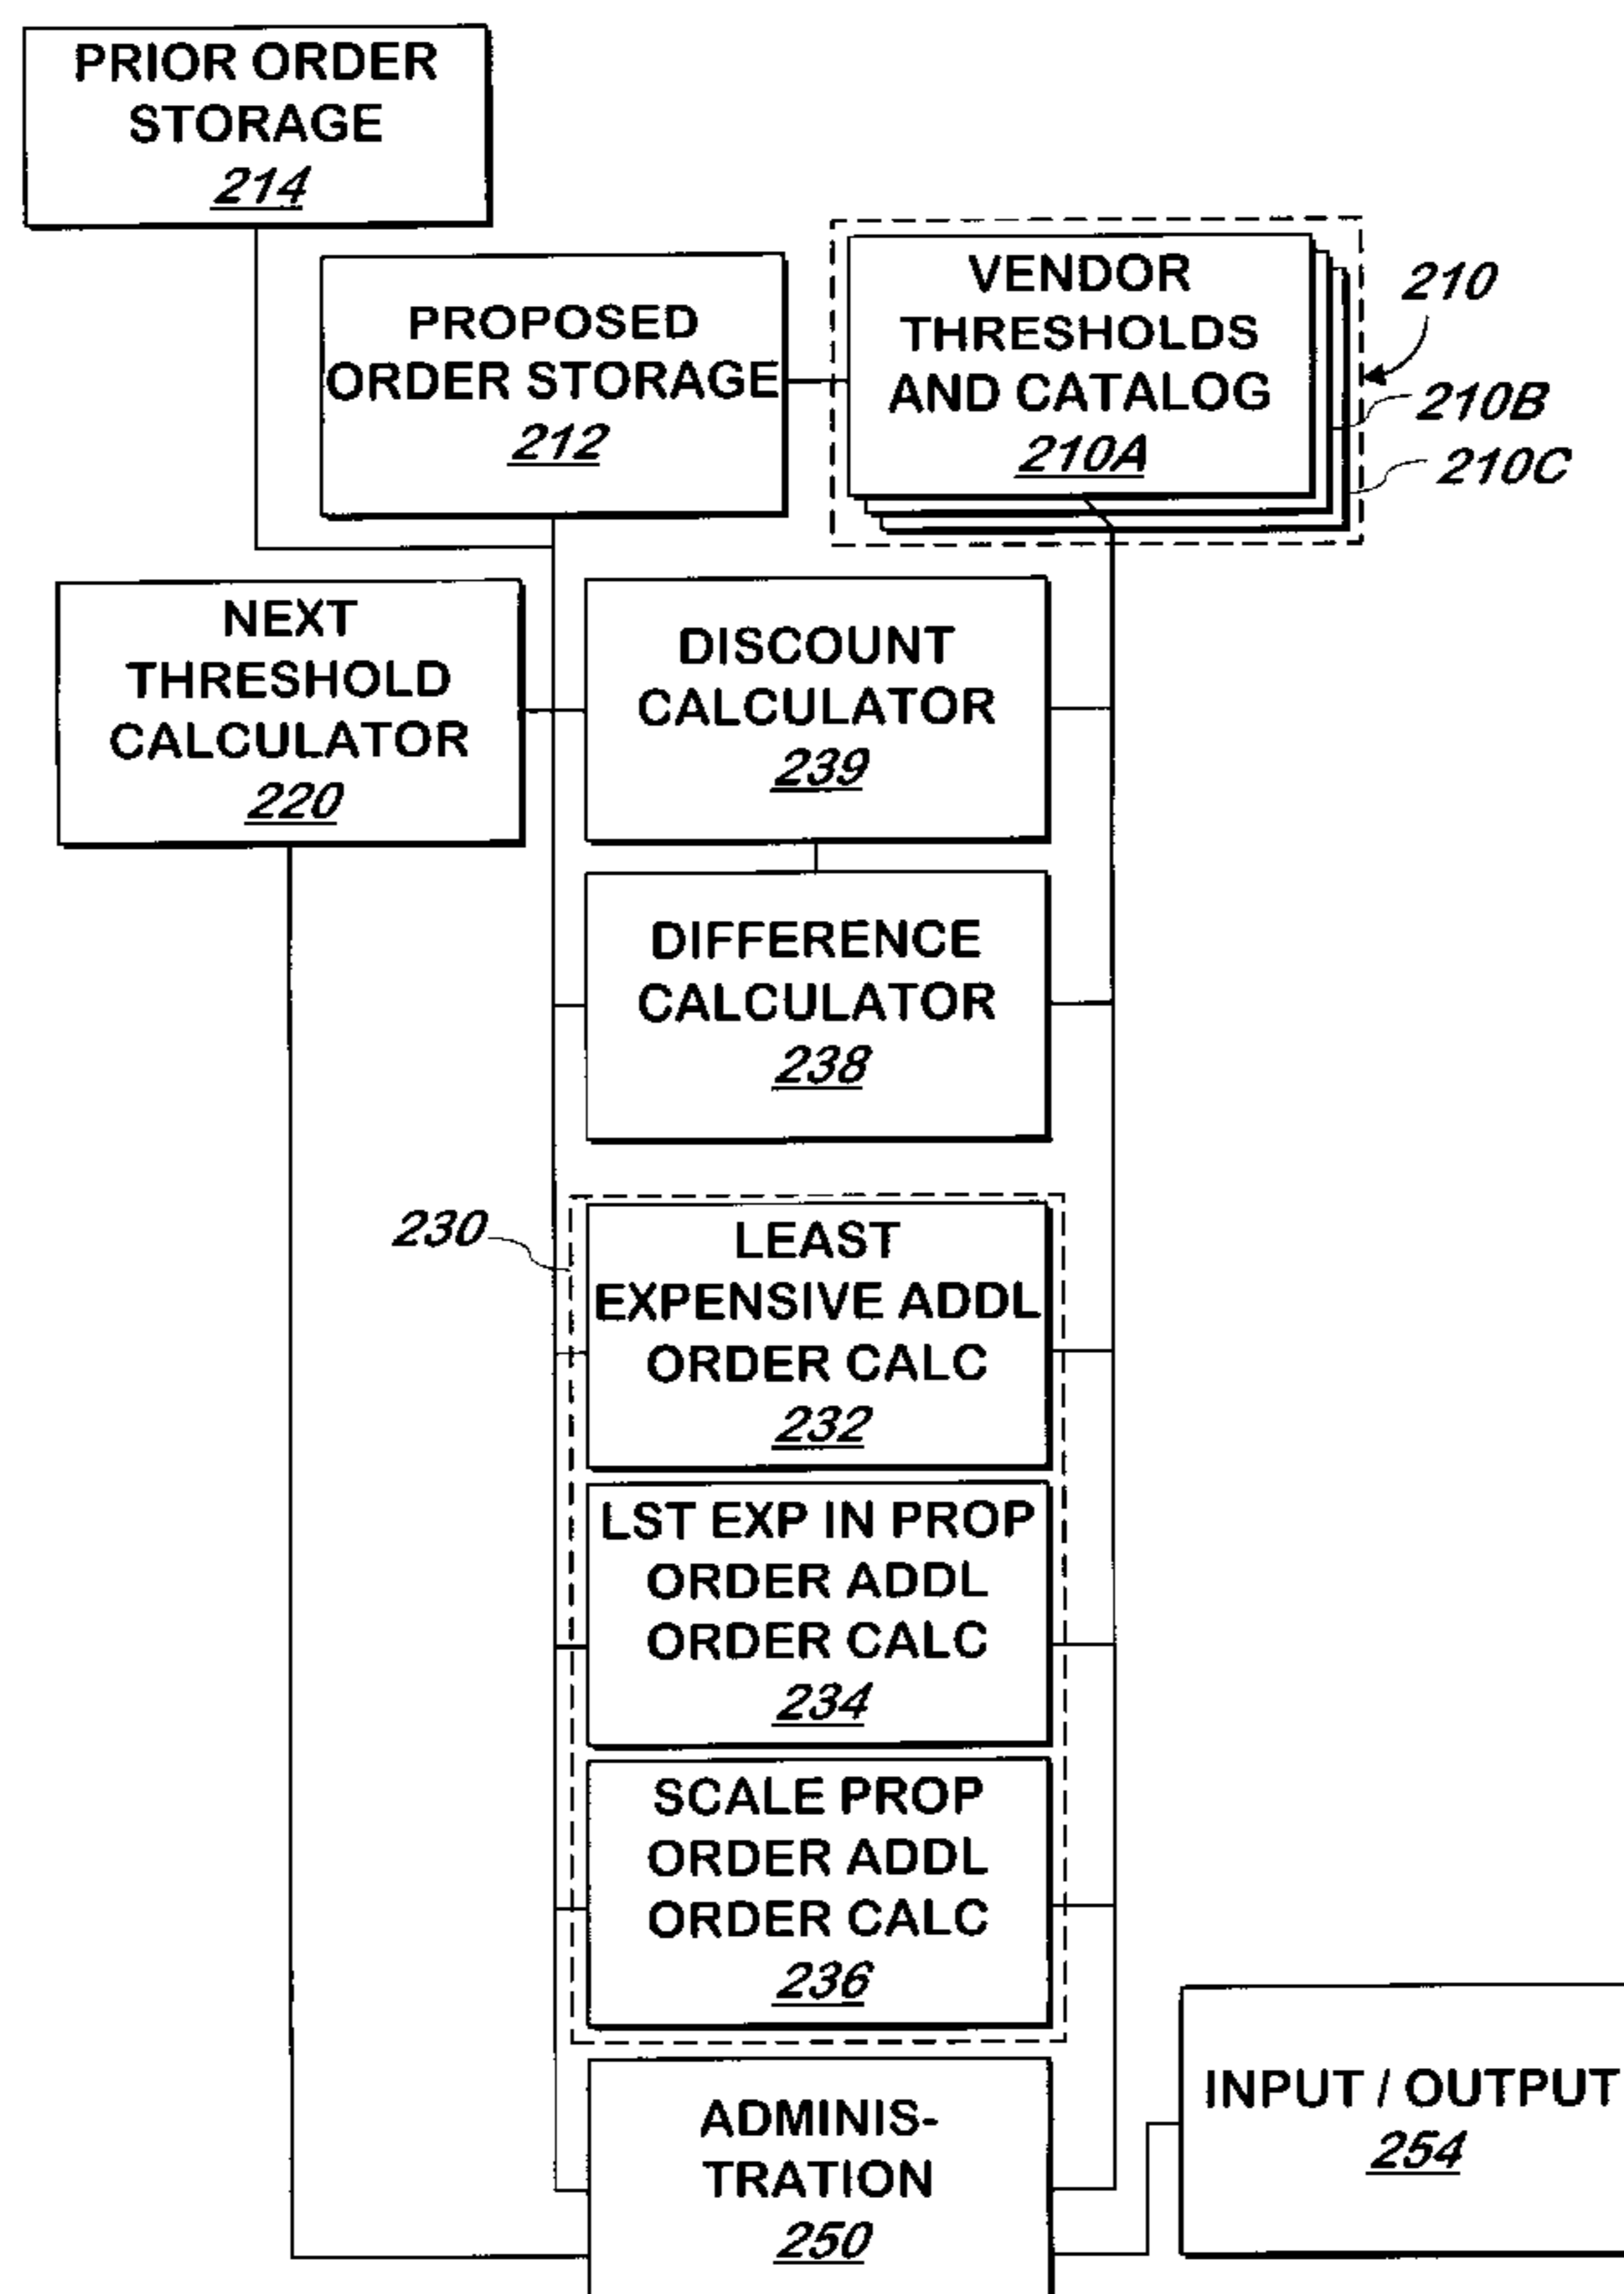 PRIOR ORDER
STORAGE
214
PROPOSED
ORDER STORAGE
212
VENDOR
THRESHOLDS
AND CATALOG
210A
210
210B
210C
NEXT
THRESHOLD
CALCULATOR
220
DISCOUNT
CALCULATOR
239
DIFFERENCE
CALCULATOR
238
230
LEAST
EXPENSIVE ADDL
ORDER CALC
232
LST EXP IN PROP
ORDER ADDL
ORDER CALC
234
SCALE PROP
ORDER ADDL
ORDER CALC
236
ADMINIS-
TRATION
250
INPUT / OUTPUT
254